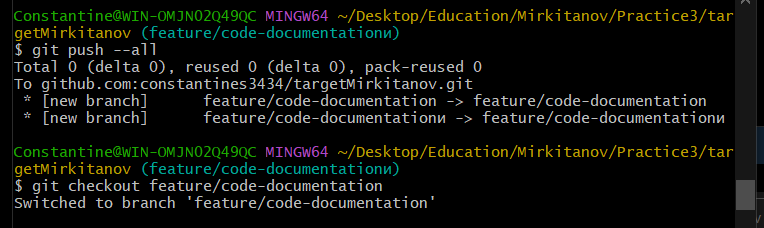 Constantine@WIN-OMJNO2Q49QC MINGW64 ~/Desktop/Education/Mirkitanov/Practice3/tar
getMirkitanov (feature/code-documentationи)
$ git push --all
Total 0 (delta 0), reused 0 (delta 0), pack-reused 0
To github.com:constantines3434/targetMirkitanov.git
 * [new branch]      feature/code-documentation -> feature/code-documentation
 * [new branch]      feature/code-documentationи -> feature/code-documentationи
Constantine@WIN-OMJNO2Q49QC MINGW64 ~/Desktop/Education/Mirkitanov/Practice3/tar
getMirkitanov (feature/code-documentationи)
$ git checkout feature/code-documentation
Switched to branch 'feature/code-documentation'